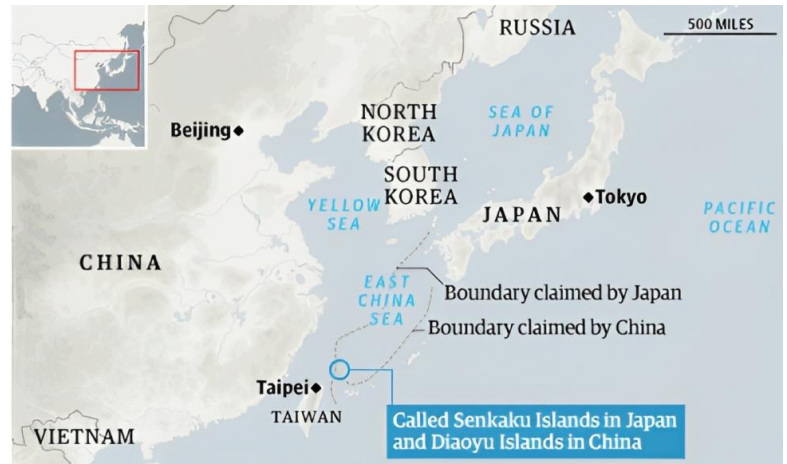 RUSSIA
500 MILES
NORTH
KOREA
SEA OF
JAPAN
Beijing
SOUTH
KOREA
YELLOW
SEA
JAPAN
Tokyo
PACIFIC
OCEAN
CHINA
EAST
CHINA
SEA
Boundary claimed by Japan
Boundary claimed by China
Taipei
TAIWAN
Called Senkaku Islands in Japan
and Diaoyu Islands in China
VIETNAM